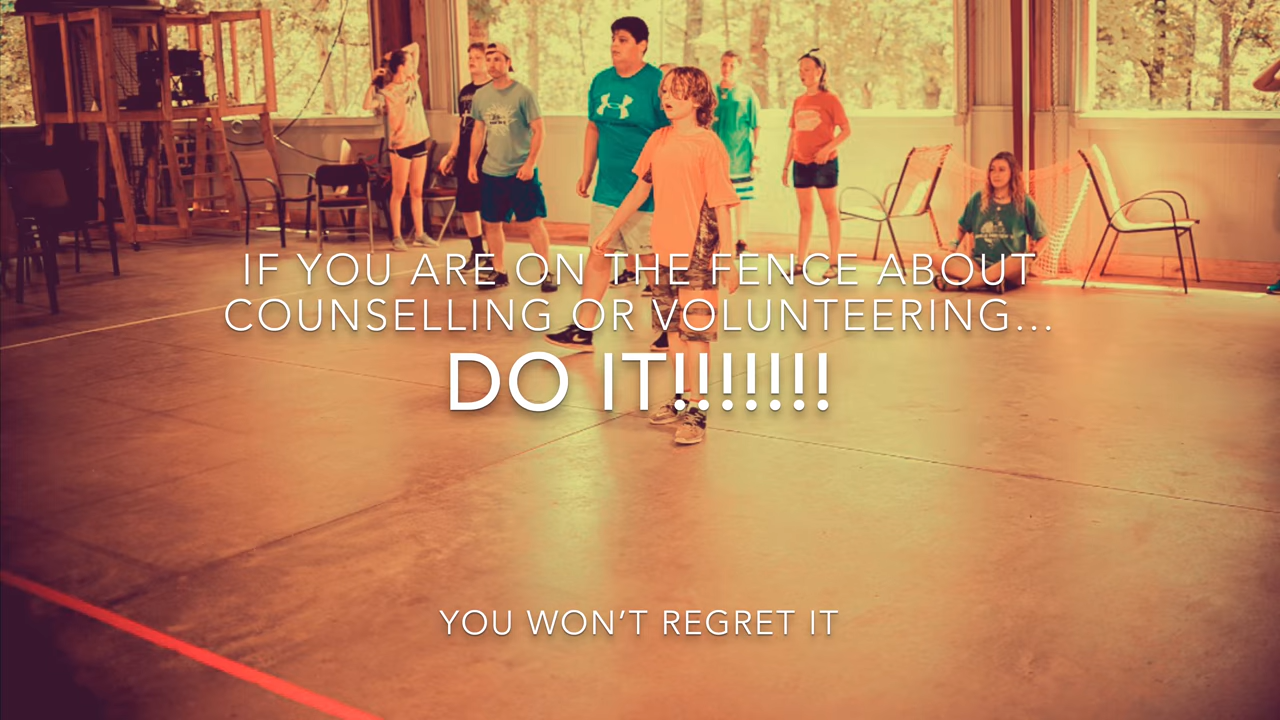 IF YOU ARE ON THE FENCE ABOUT
COUNSELLING OR VOLUNTEERING...
DO IT!!!!!!!
YOU WON'T REGRET IT